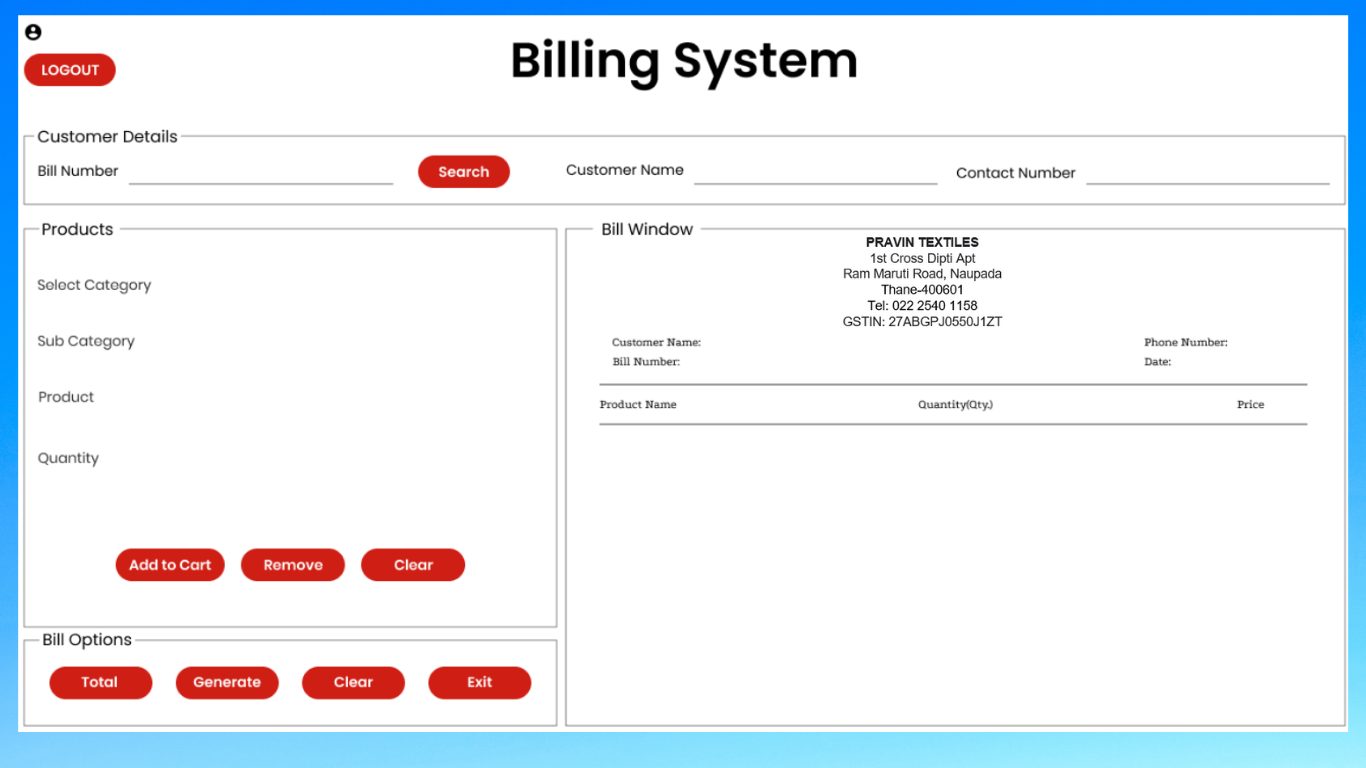 LOGOUT
Billing System
Customer Details
Bill Number
Search
Customer Name
Contact Number
Products
Select Category
Sub Category
Product
Quantity
Add to Cart
Remove
Clear
Bill Options
Total
Generate
Clear
Exit
Bill Window
PRAVIN TEXTILES
1st Cross Dipti Apt
Ram Maruti Road, Naupada
Thane-400601
Tel: 022 2540 1158
GSTIN: 27ABGPJ0550J1ZT
Customer Name:
Phone Number:
Bill Number:
Date:
Product Name
Quantity(Qty.)
Price